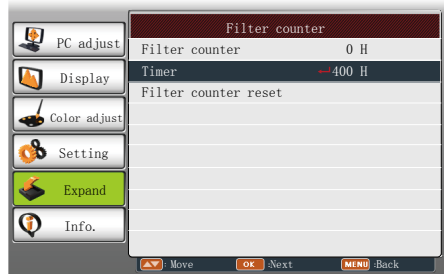 Filter counter
PC adjust
Filter counter 0 H
Timer 400 H
Display
Filter counter reset
Color adjust
Setting
Expand
Info.
: Move OK :Next MENU :Back